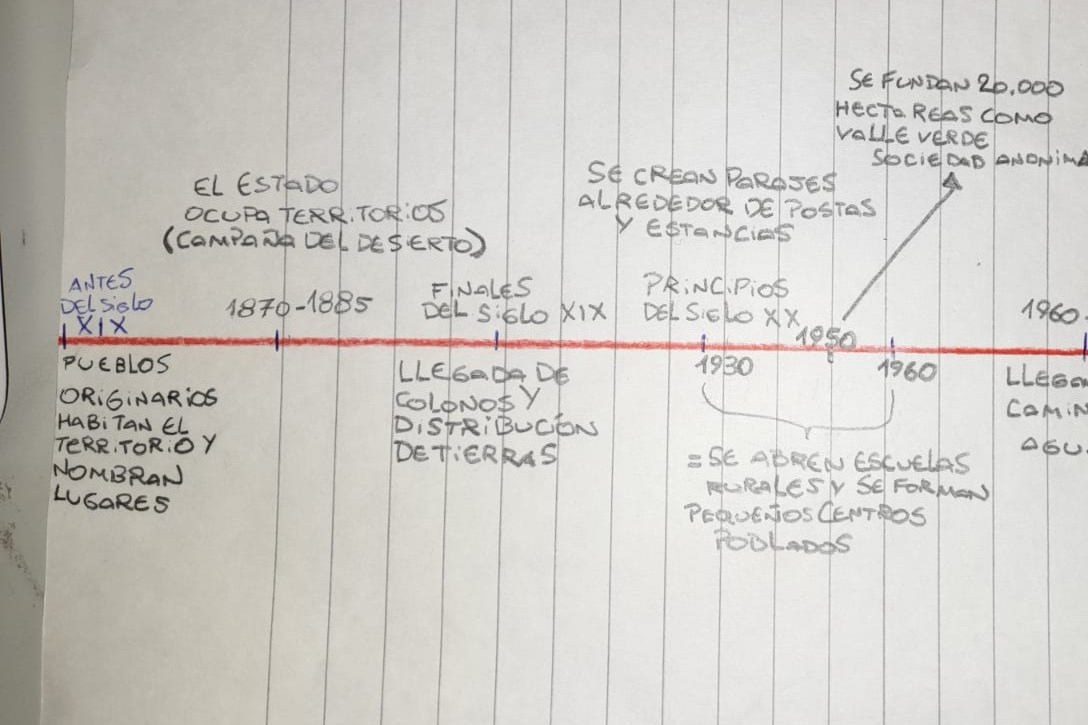 SE FUNDAN 20.000
HECTAREAS COMO
VALLE VERDE
SOCIEDAD ANONIMA
EL ESTADO
OCUPA TERRITORIOS
(CAMPAÑA DEL DESIERTO)
SE CREAN PARAJES
ALREDEDOR DE POSTAS
Y ESTANCIAS
ANTES
DEL SIGLO
XIX
1870-1885
FINALES
DEL SIGLO XIX
PRINCIPIOS
DEL SIGLO XX
1950
1960
PUEBLOS
ORIGINARIOS
HABITAN EL
TERRITORIO Y
NOMBRAN
LUGARES
LLEGADA DE
COLONOS Y
DISTRIBUCIÓN
DE TIERRAS
1930
1960
= SE ABREN ESCUELAS
RURALES Y SE FORMAN
PEQUEÑOS CENTROS
POBLADOS